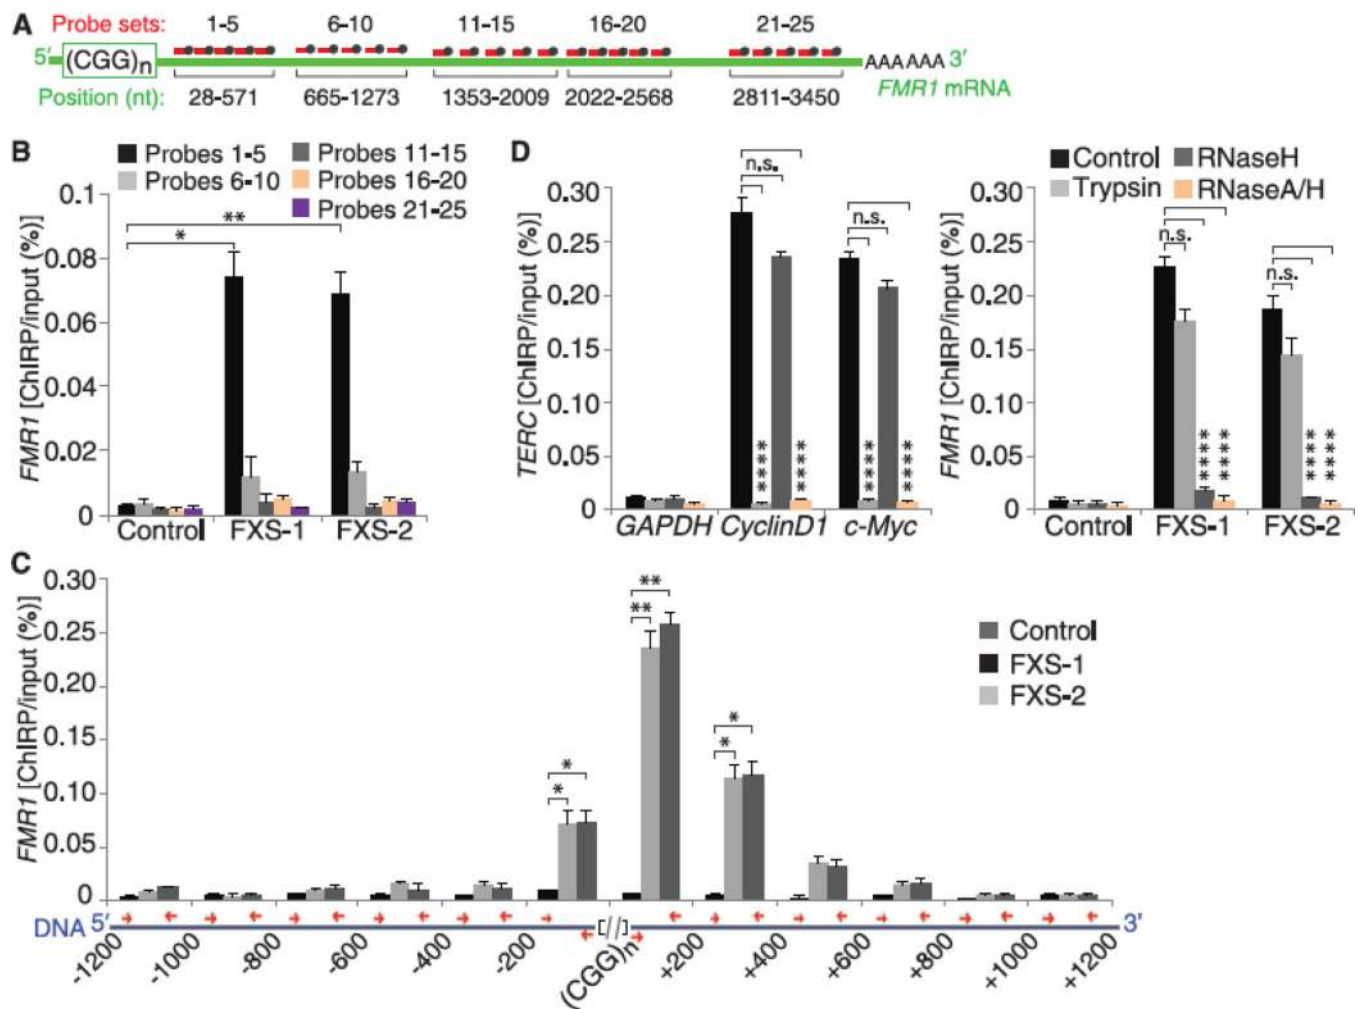 A Probe sets: 1-5 6-10 11-15 16-20 21-25
5′ (CGG)n AAAAAAA 3′
FMR1 mRNA
Position (nt): 28-571 665-1273 1353-2009 2022-2568 2811-3450
B
Probes 1-5 Probes 11-15
Probes 6-10 Probes 16-20
Probes 21-25
FMR1 [ChIRP/input (%)]
0.1
0.08
0.06
0.04
0.02
0
* **
Control FXS-1 FXS-2
D
TERC [ChIRP/input (%)]
0.30
0.25
0.20
0.15
0.10
0.05
0
n.s. n.s.
**** **** **** ****
GAPDH CyclinD1 c-Myc
Control RNaseH
Trypsin RNaseA/H
FMR1 [ChIRP/input (%)]
0.30
0.25
0.20
0.15
0.10
0.05
0
n.s. n.s.
**** **** **** ****
Control FXS-1 FXS-2
C
FMR1 [ChIRP/input (%)]
0.30
0.25
0.20
0.15
0.10
0.05
0
* * ** ** * *
Control
FXS-1
FXS-2
DNA 5′ [//] 3′
-1200 -1000 -800 -600 -400 -200 (CGG)n +200 +400 +600 +800 +1000 +1200